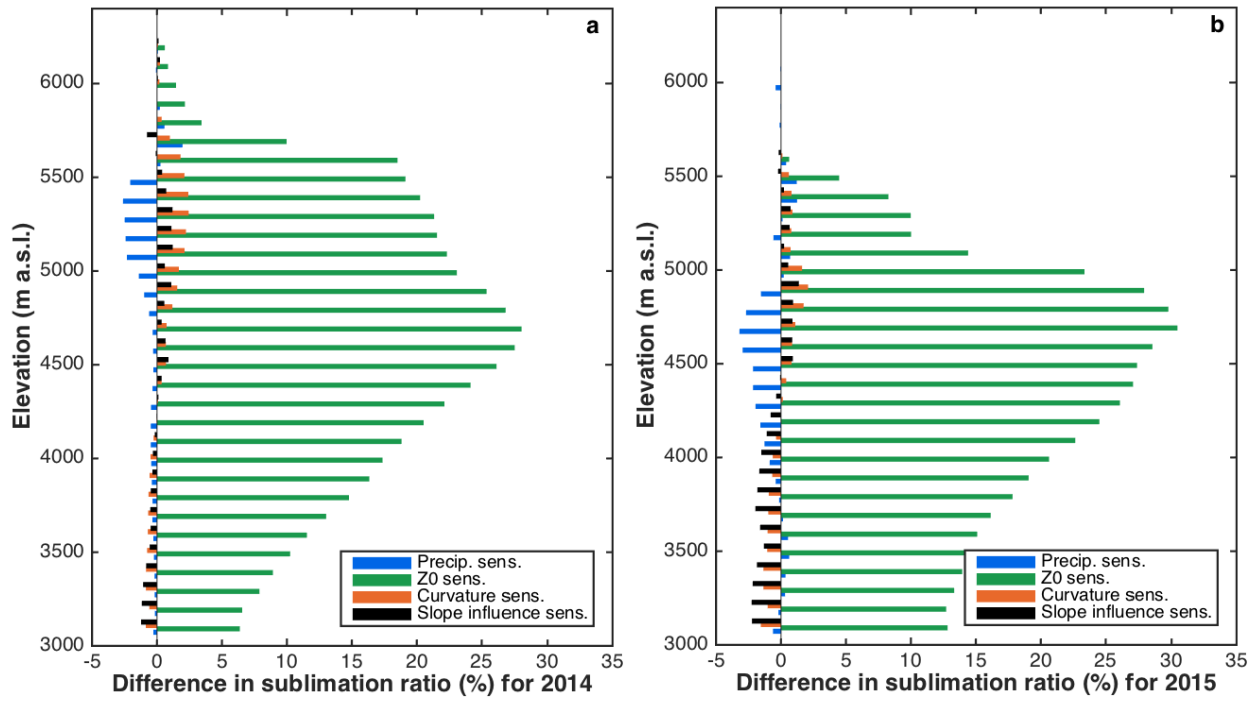 a
6000
5500
5000
4500
4000
3500
3000
Elevation (m a.s.l.)
Precip. sens.
Z0 sens.
Curvature sens.
Slope influence sens.
-5 0 5 10 15 20 25 30 35
Difference in sublimation ratio (%) for 2014
b
6000
5500
5000
4500
4000
3500
3000
Elevation (m a.s.l.)
Precip. sens.
Z0 sens.
Curvature sens.
Slope influence sens.
-5 0 5 10 15 20 25 30 35
Difference in sublimation ratio (%) for 2015